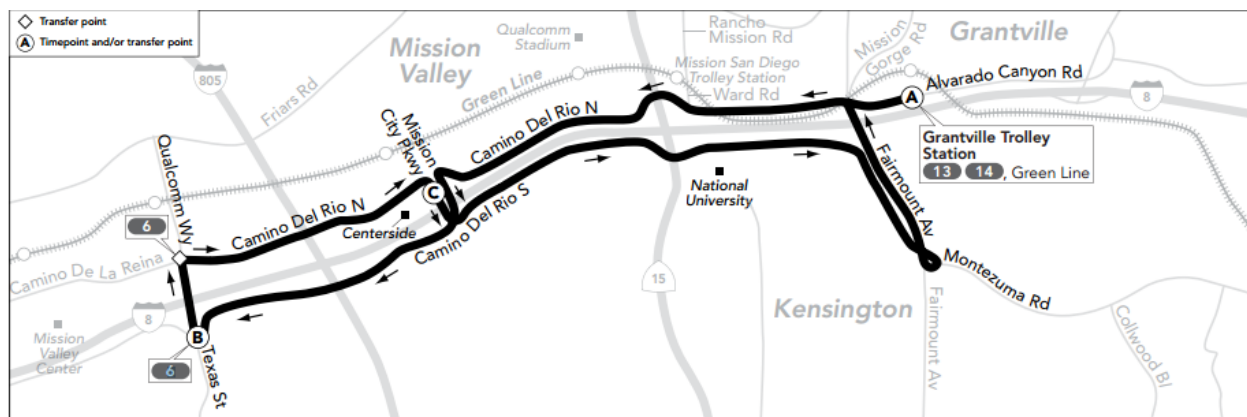 Transfer point
A Timepoint and/or transfer point
805
Friars Rd
Mission
Valley
Qualcomm
Stadium
Rancho
Mission Rd
Mission San Diego
Trolley Station
Ward Rd
Mission
Gorge Rd
Grantville
Alvarado Canyon Rd
A
8
Green Line
Grantville Trolley
Station
13 14, Green Line
Qualcomm Wy
Mission
City Pkwy
Camino Del Rio N
C
Camino Del Rio N
Camino Del Rio S
Centerside
National
University
Fairmount Av
6
Camino De La Reina
15
Montezuma Rd
Kensington
Fairmount Av
Collwood Bl
8
Mission
Valley
Center
B
6
Texas St